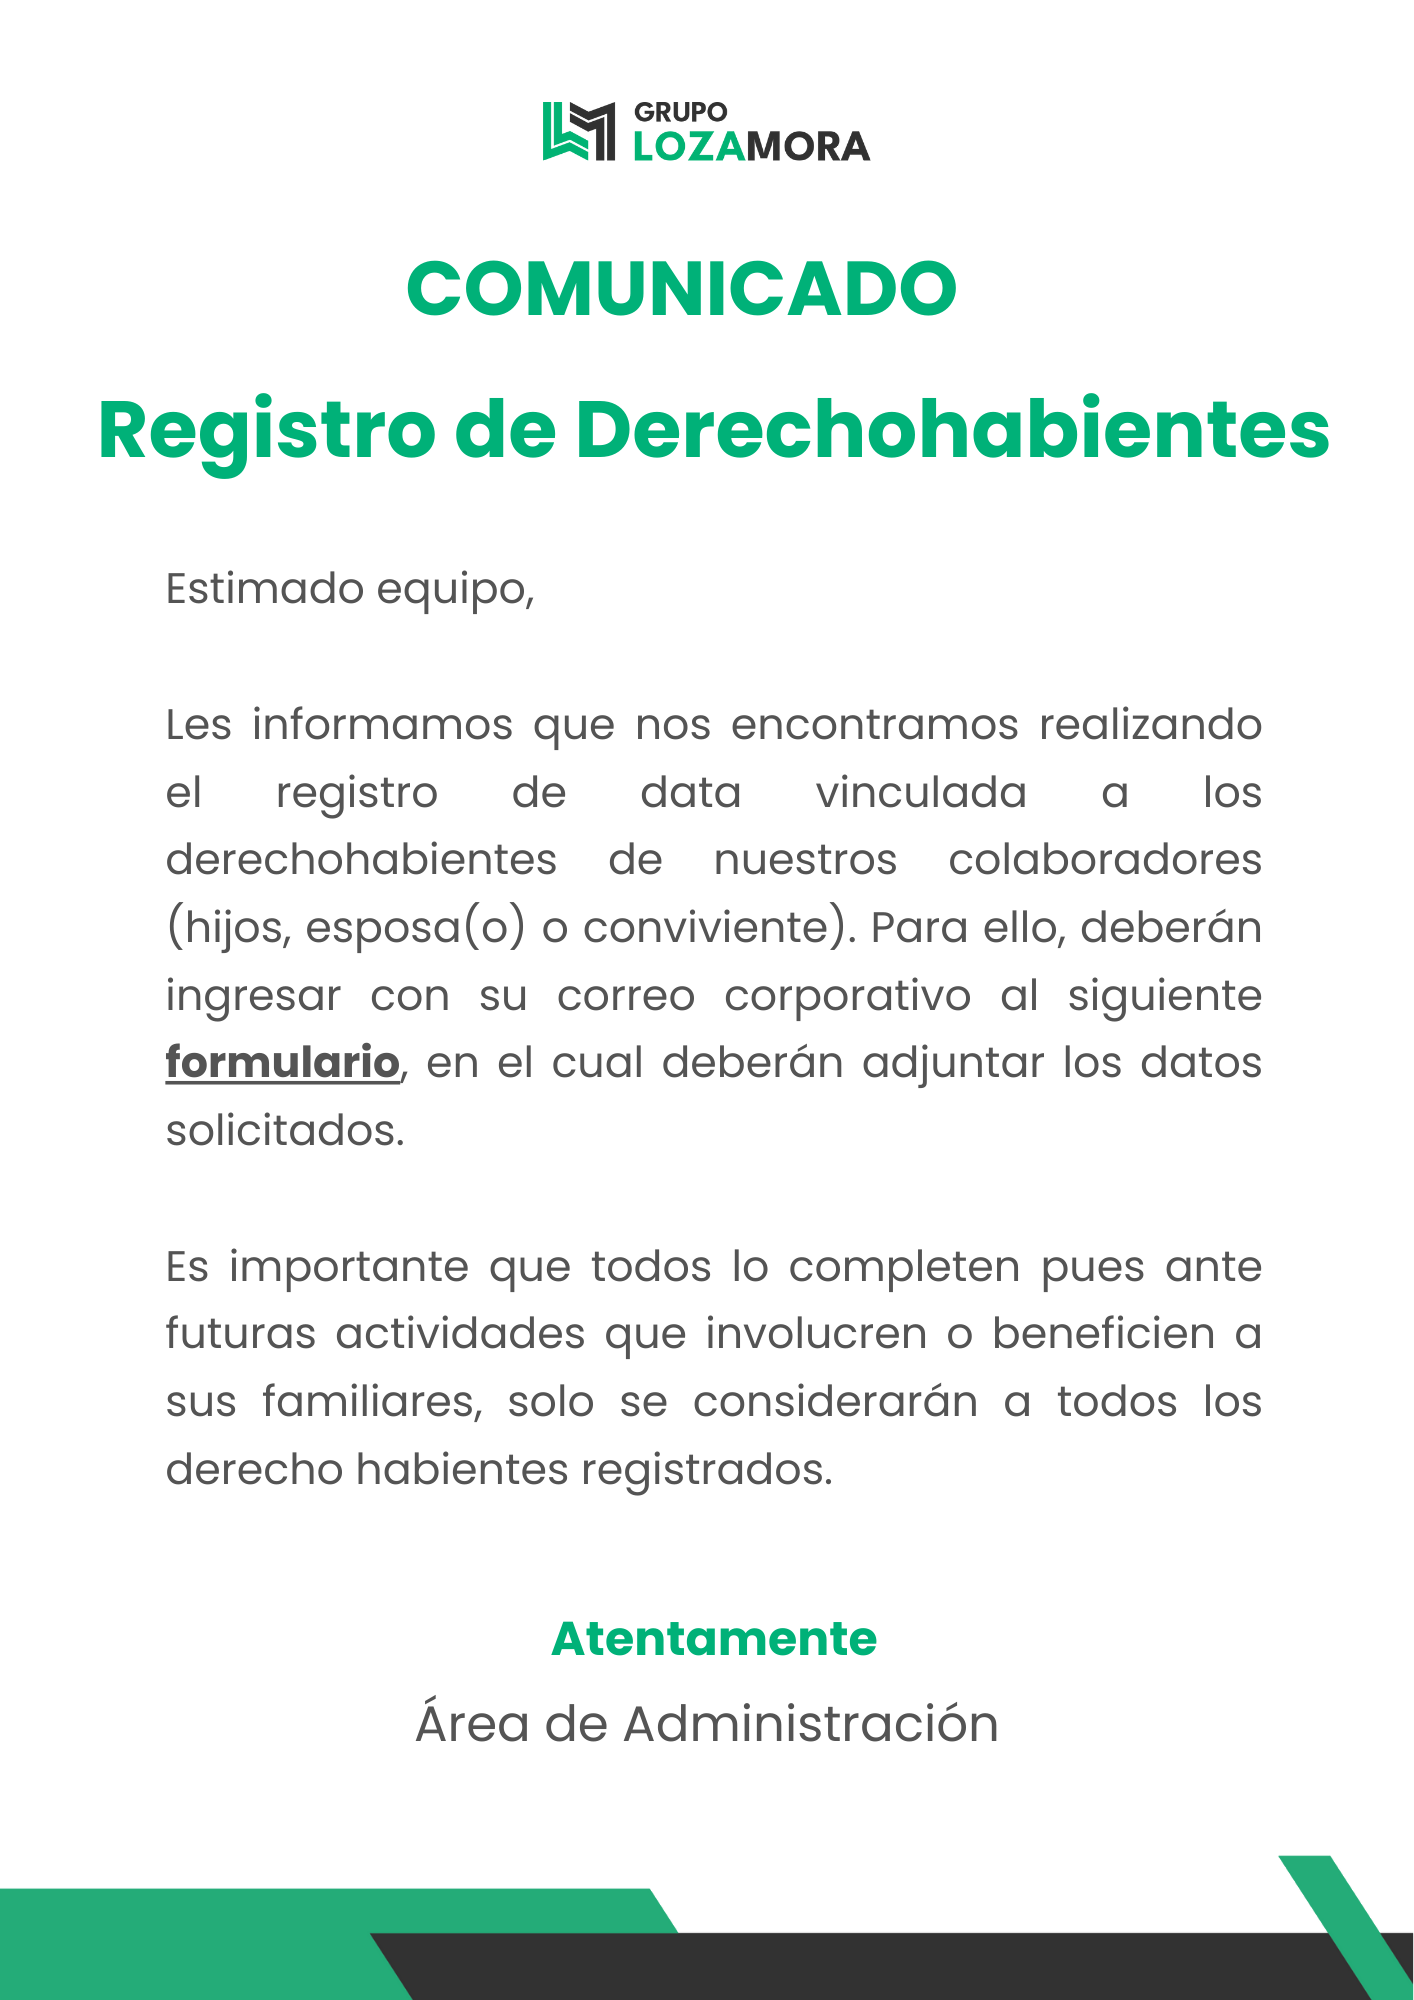 GRUPO
LOZAMORA
COMUNICADO
Registro de Derechohabientes
Estimado equipo,
Les informamos que nos encontramos realizando
el registro de data vinculada a los
derechohabientes de nuestros colaboradores
(hijos, esposa(o) o conviviente). Para ello, deberán
ingresar con su correo corporativo al siguiente
formulario, en el cual deberán adjuntar los datos
solicitados.
Es importante que todos lo completen pues ante
futuras actividades que involucren o beneficien a
sus familiares, solo se considerarán a todos los
derecho habientes registrados.
Atentamente
Área de Administración